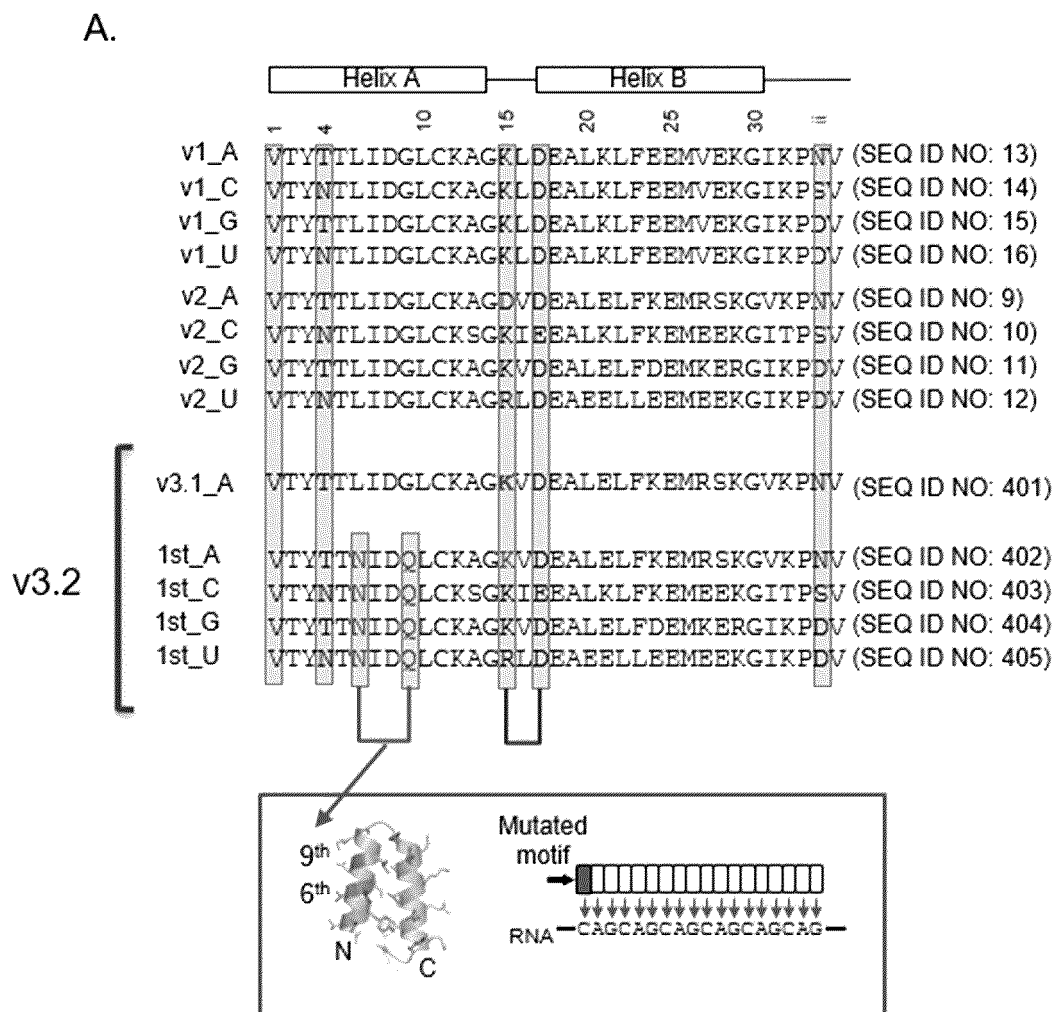 A.
Helix A Helix B
1 4 10 15 20 25 30 ii
v1_A VTYTTLIDGLCKAGKLDEALKLFEEMVEKGIKPNV (SEQ ID NO: 13)
v1_C VTYNTLIDGLCKAGKLDEALKLFEEMVEKGIKPSV (SEQ ID NO: 14)
v1_G VTYTTLIDGLCKAGKLDEALKLFEEMVEKGIKPDV (SEQ ID NO: 15)
v1_U VTYNTLIDGLCKAGKLDEALKLFEEMVEKGIKPDV (SEQ ID NO: 16)
v2_A VTYTTLIDGLCKAGDVDEALELFKEMRSKGVKPNV (SEQ ID NO: 9)
v2_C VTYNTLIDGLCKSGKIEEALKLFKEMEEKGITPSV (SEQ ID NO: 10)
v2_G VTYTTLIDGLCKAGKVDEALELFDEMKERGIKPDV (SEQ ID NO: 11)
v2_U VTYNTLIDGLCKAGRLDEAEELLEEMEEKGIKPDV (SEQ ID NO: 12)
v3.1_A VTYTTLIDGLCKAGKVDEALELFKEMRSKGVKPNV (SEQ ID NO: 401)
v3.2
1st_A VTYTTNIDQLCKAGKVDEALELFKEMRSKGVKPNV (SEQ ID NO: 402)
1st_C VTYNTNIDQLCKSGKIEEALKLFKEMEEKGITPSV (SEQ ID NO: 403)
1st_G VTYTTNIDQLCKAGKVDEALELFDEMKERGIKPDV (SEQ ID NO: 404)
1st_U VTYNTNIDQLCKAGRLDEAEELLEEMEEKGIKPDV (SEQ ID NO: 405)
9th
6th
N C
Mutated
motif
RNA CAGCAGCAGCAGCAGCAG